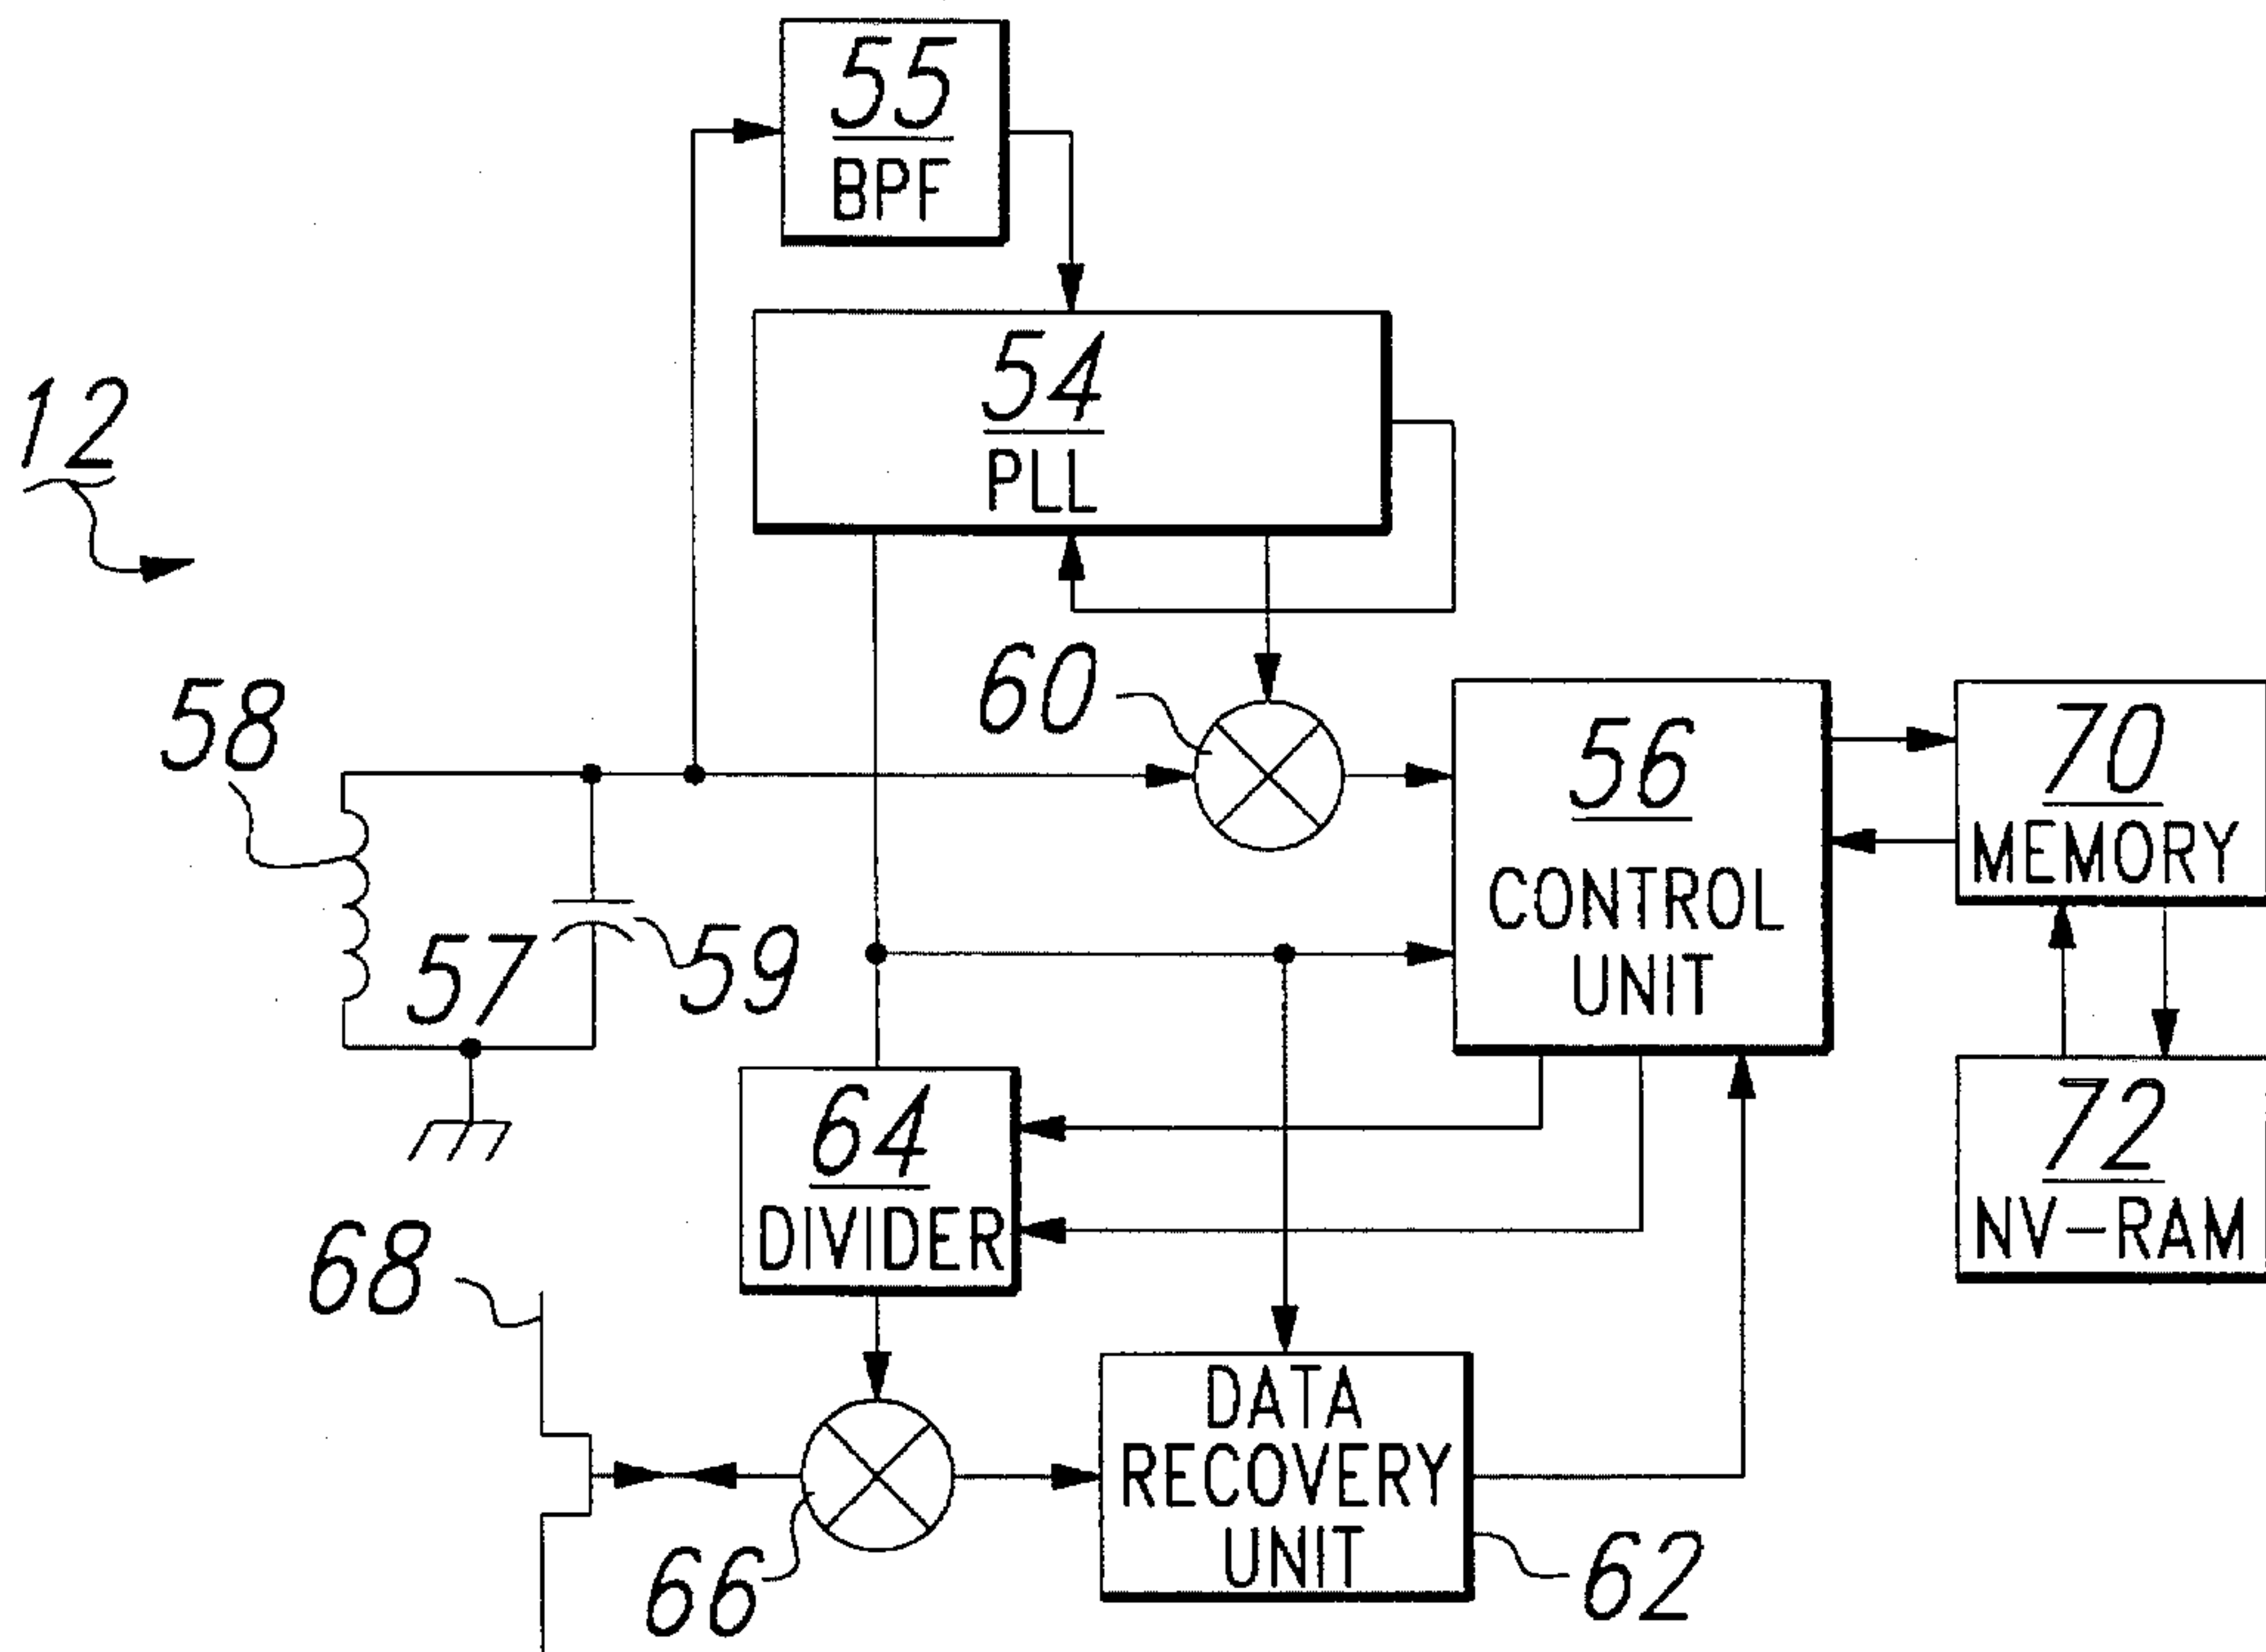 55
BPF
54
PLL
12
60
58
56
CONTROL
UNIT
70
MEMORY
57
59
64
DIVIDER
72
NV-RAM
68
DATA
RECOVERY
UNIT
66
62